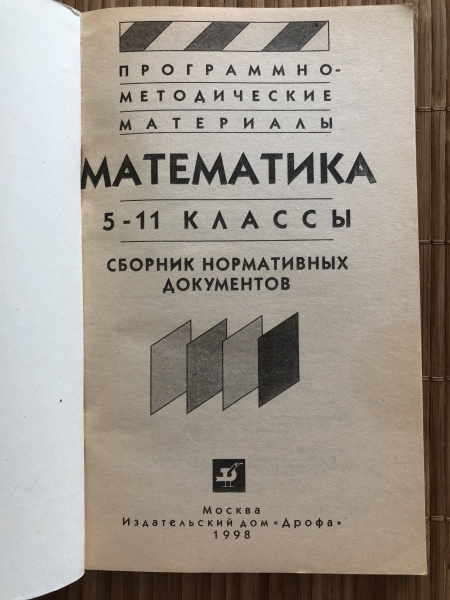 ПРОГРАММНО-
МЕТОДИЧЕСКИЕ
МАТЕРИАЛЫ
МАТЕМАТИКА
5-11 КЛАССЫ
СБОРНИК НОРМАТИВНЫХ
ДОКУМЕНТОВ
Москва
Издательский дом «Дрофа»
1998